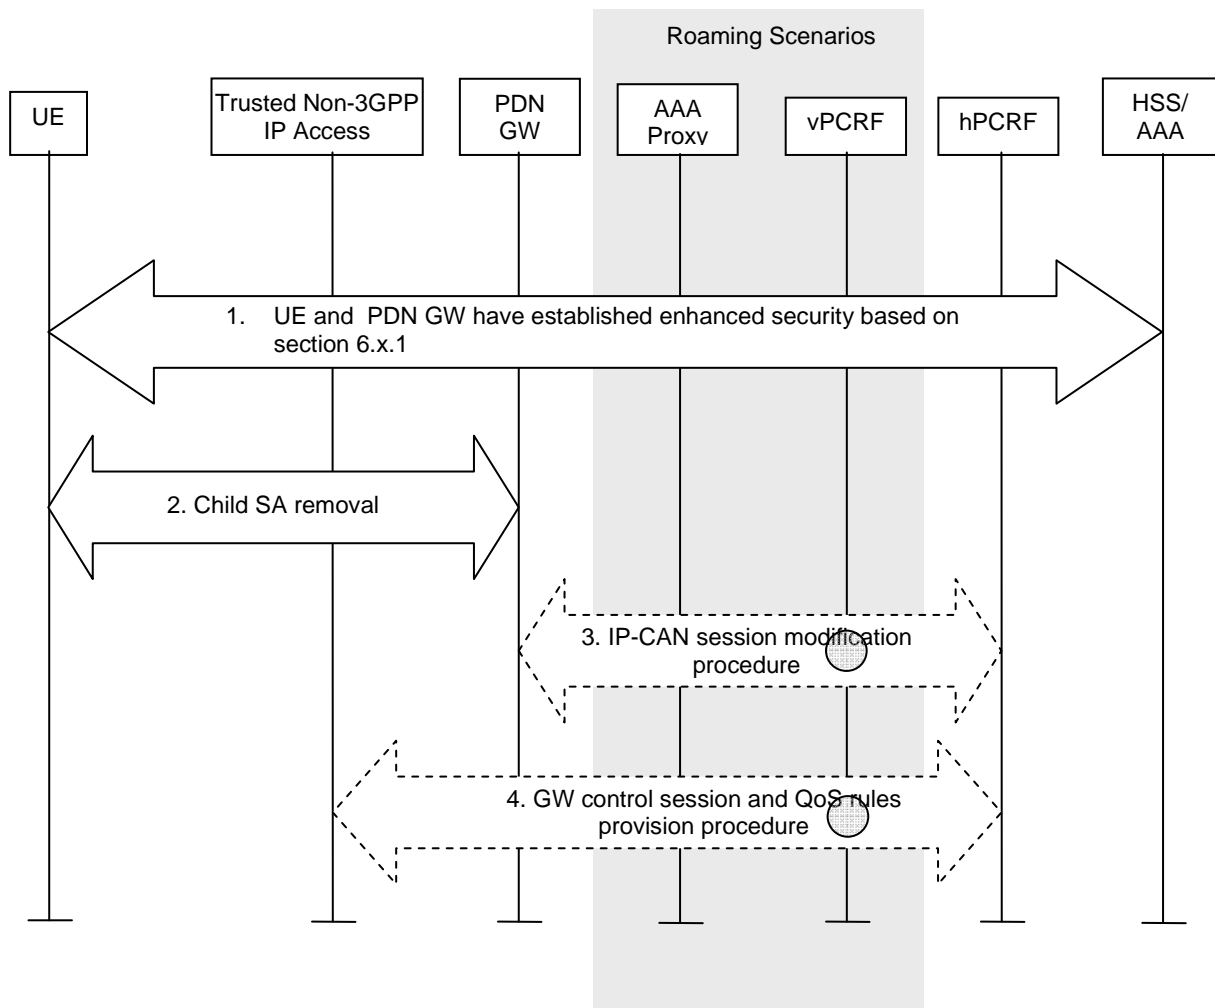 Roaming Scenarios
UE
Trusted Non-3GPP
IP Access
PDN
GW
AAA
Proxy
vPCRF
hPCRF
HSS/
AAA
1. UE and PDN GW have established enhanced security based on
section 6.x.1
2. Child SA removal
3. IP-CAN session modification
procedure
4. GW control session and QoS rules
provision procedure